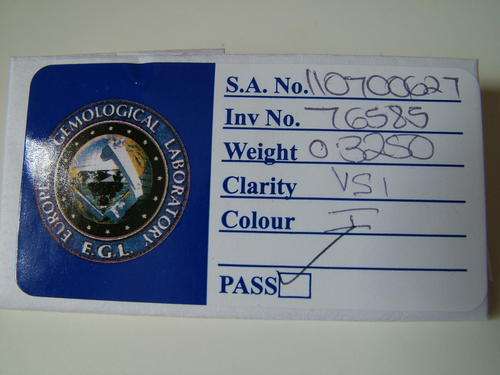 EUROPEAN GEMOLOGICAL LABORATORY
E.G.L.
S.A. No. 110700627
Inv No. 76585
Weight 0.3250
Clarity VS1
Colour I
PASS